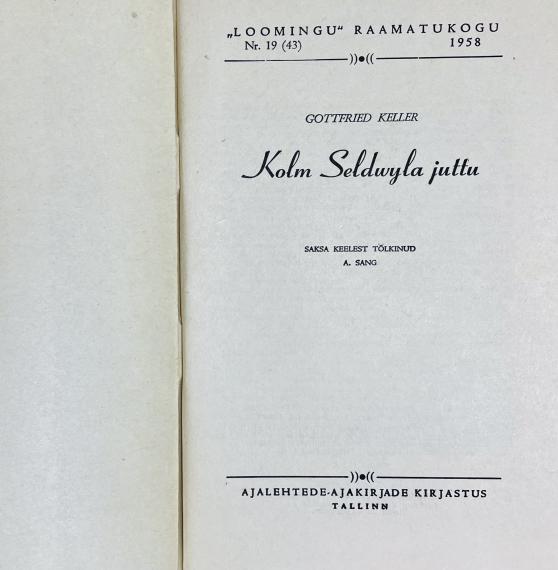 „LOOMINGU“ RAAMATUKOGU
Nr. 19 (43) 1958
GOTTFRIED KELLER
Kolm Seldwyla juttu
SAKSA KEELEST TÕLKINUD
A. SANG
AJALEHTEDE-AJAKIRJADE KIRJASTUS
TALLINN